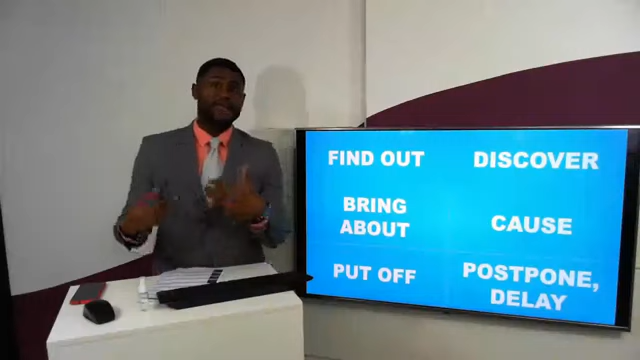 FIND OUT DISCOVER
BRING
ABOUT
CAUSE
PUT OFF
POSTPONE,
DELAY